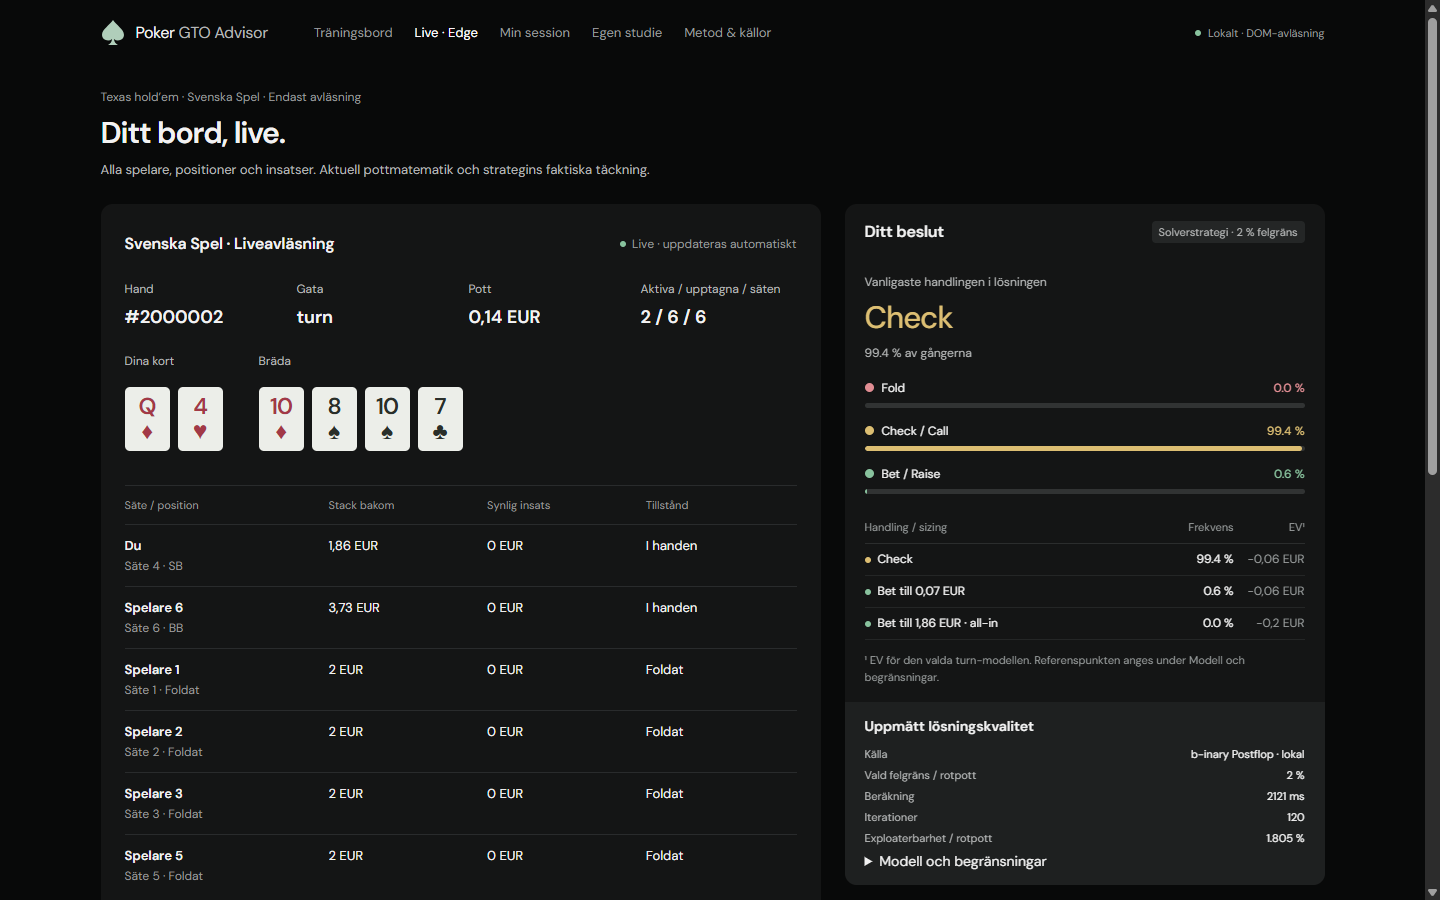 Poker GTO Advisor
Träningsbord
Live · Edge
Min session
Egen studie
Metod & källor
Lokalt · DOM-avläsning
Texas hold'em · Svenska Spel · Endast avläsning
Ditt bord, live.
Alla spelare, positioner och insatser. Aktuell pottmatematik och strategins faktiska täckning.
Svenska Spel · Liveavläsning
Live · uppdateras automatiskt
Hand Gata Pott Aktiva / upptagna / säten
#2000002 turn 0,14 EUR 2 / 6 / 6
Dina kort Bräda
Q 4 10 8 10 7
♦ ♥ ♦ ♠ ♠ ♣
Säte / position Stack bakom Synlig insats Tillstånd
Du 1,86 EUR 0 EUR I handen
Säte 4 · SB
Spelare 6 3,73 EUR 0 EUR I handen
Säte 6 · BB
Spelare 1 2 EUR 0 EUR Foldat
Säte 1 · Foldat
Spelare 2 2 EUR 0 EUR Foldat
Säte 2 · Foldat
Spelare 3 2 EUR 0 EUR Foldat
Säte 3 · Foldat
Spelare 5 2 EUR 0 EUR Foldat
Säte 5 · Foldat
Ditt beslut
Solverstrategi · 2 % felgräns
Vanligaste handlingen i lösningen
Check
99.4 % av gångerna
Fold 0.0 %
Check / Call 99.4 %
Bet / Raise 0.6 %
Handling / sizing Frekvens EV¹
Check 99.4 % -0,06 EUR
Bet till 0,07 EUR 0.6 % -0,06 EUR
Bet till 1,86 EUR · all-in 0.0 % -0,2 EUR
¹ EV för den valda turn-modellen. Referenspunkten anges under Modell och
begränsningar.
Uppmätt lösningskvalitet
Källa b-inary Postflop · lokal
Vald felgräns / rotpott 2 %
Beräkning 2121 ms
Iterationer 120
Exploaterbarhet / rotpott 1.805 %
▶ Modell och begränsningar